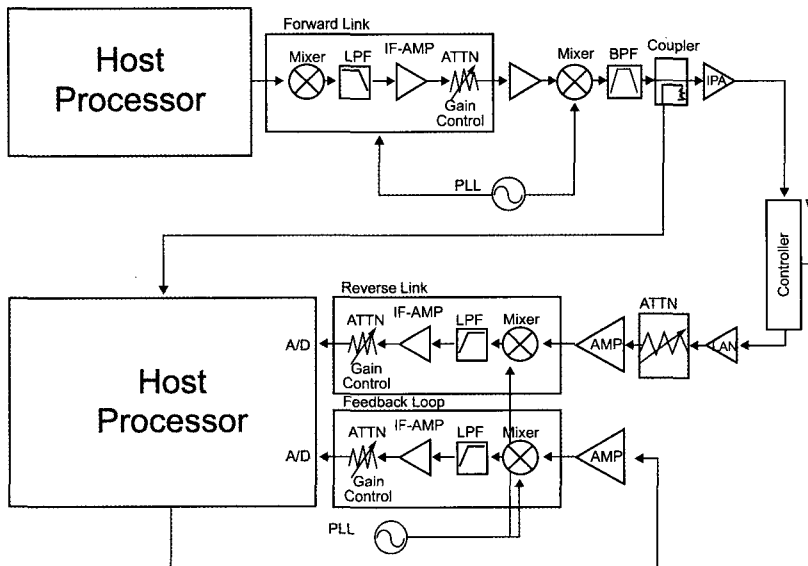 Host
Processor
Forward Link
Mixer
LPF
IF-AMP
ATTN
Gain
Control
Mixer
BPF
Coupler
IPA
PLL
Controller
Host
Processor
A/D
A/D
Reverse Link
ATTN
IF-AMP
LPF
Mixer
Gain
Control
AMP
ATTN
LAN
Feedback Loop
ATTN
IF-AMP
LPF
Mixer
Gain
Control
AMP
PLL